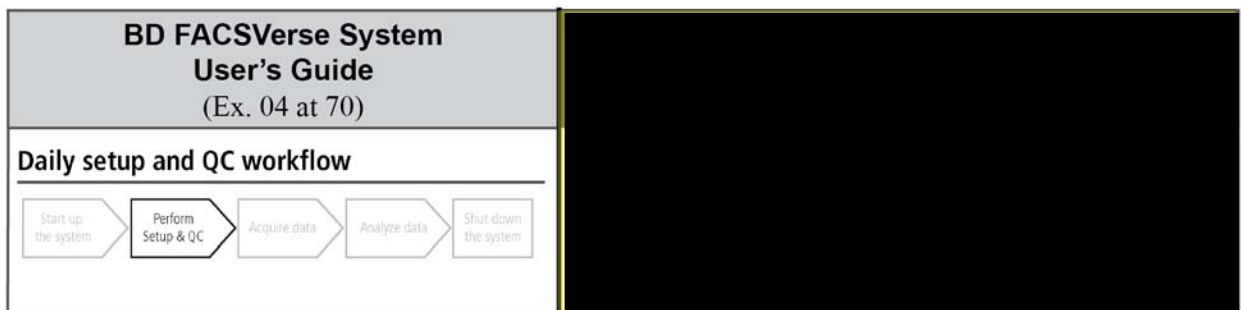 BD FACSVerse System
User's Guide
(Ex. 04 at 70)
Daily setup and QC workflow
Start up
the system
Perform
Setup & QC
Acquire data
Analyze data
Shut down
the system